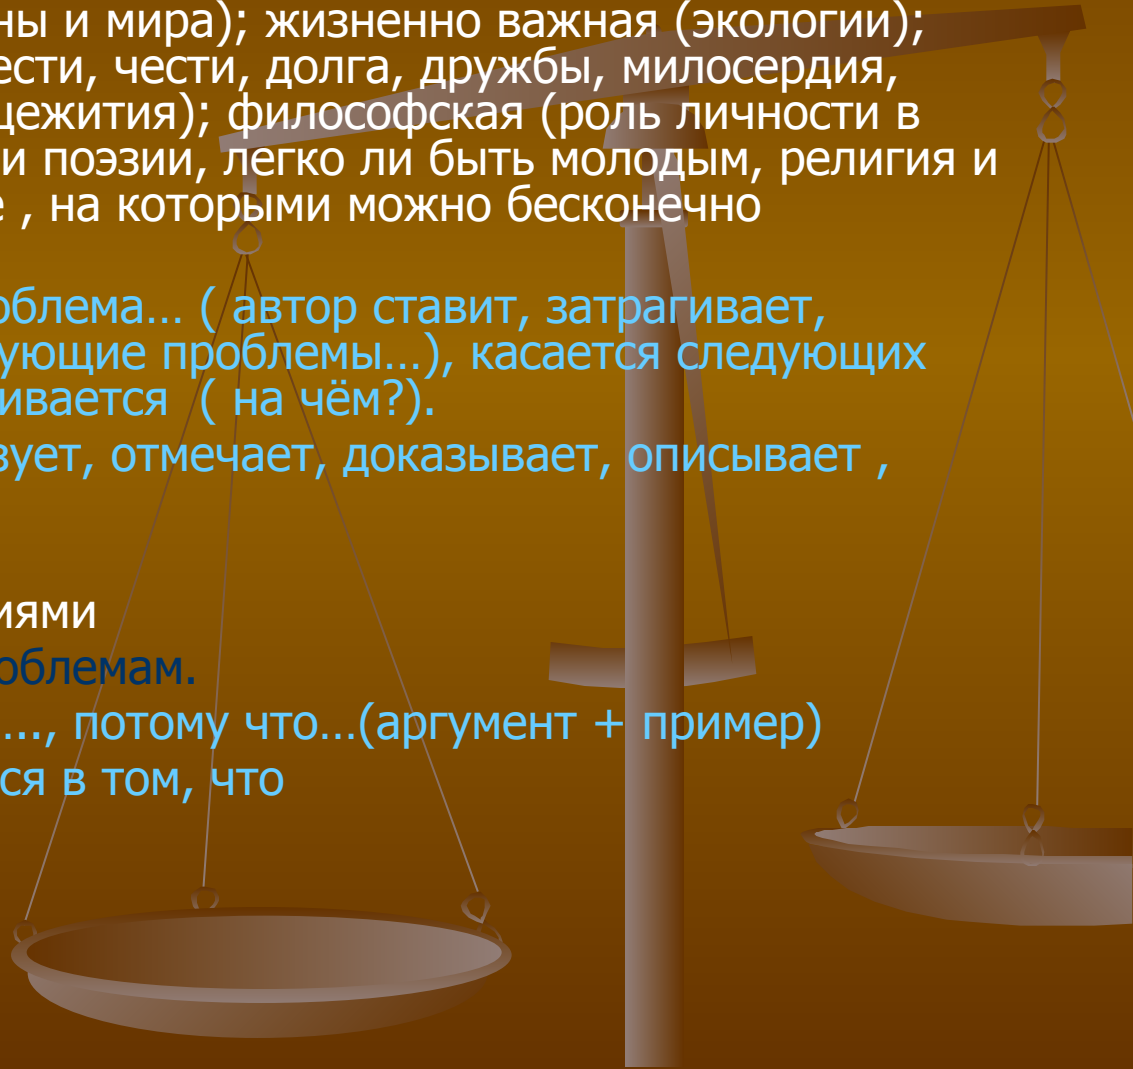 ны и мира); жизненно важная (экологии);
ести, чести, долга, дружбы, милосердия,
цежития); философская (роль личности в
и поэзии, легко ли быть молодым, религия и
е , на которыми можно бесконечно
облема… ( автор ставит, затрагивает,
ующие проблемы…), касается следующих
ивается ( на чём?).
зует, отмечает, доказывает, описывает ,
иями
облемам.
…, потому что…(аргумент + пример)
ся в том, что